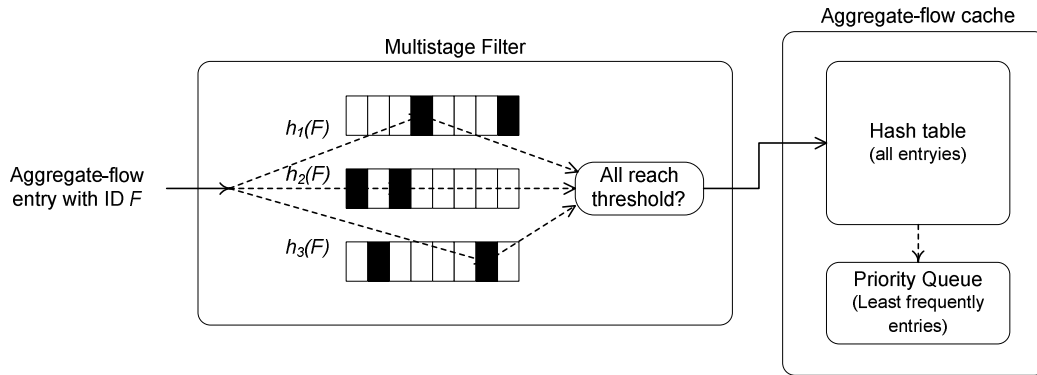 Aggregate-flow cache
Multistage Filter
h1(F)
h2(F)
h3(F)
Aggregate-flow
entry with ID F
All reach
threshold?
Hash table
(all entryies)
Priority Queue
(Least frequently
entries)